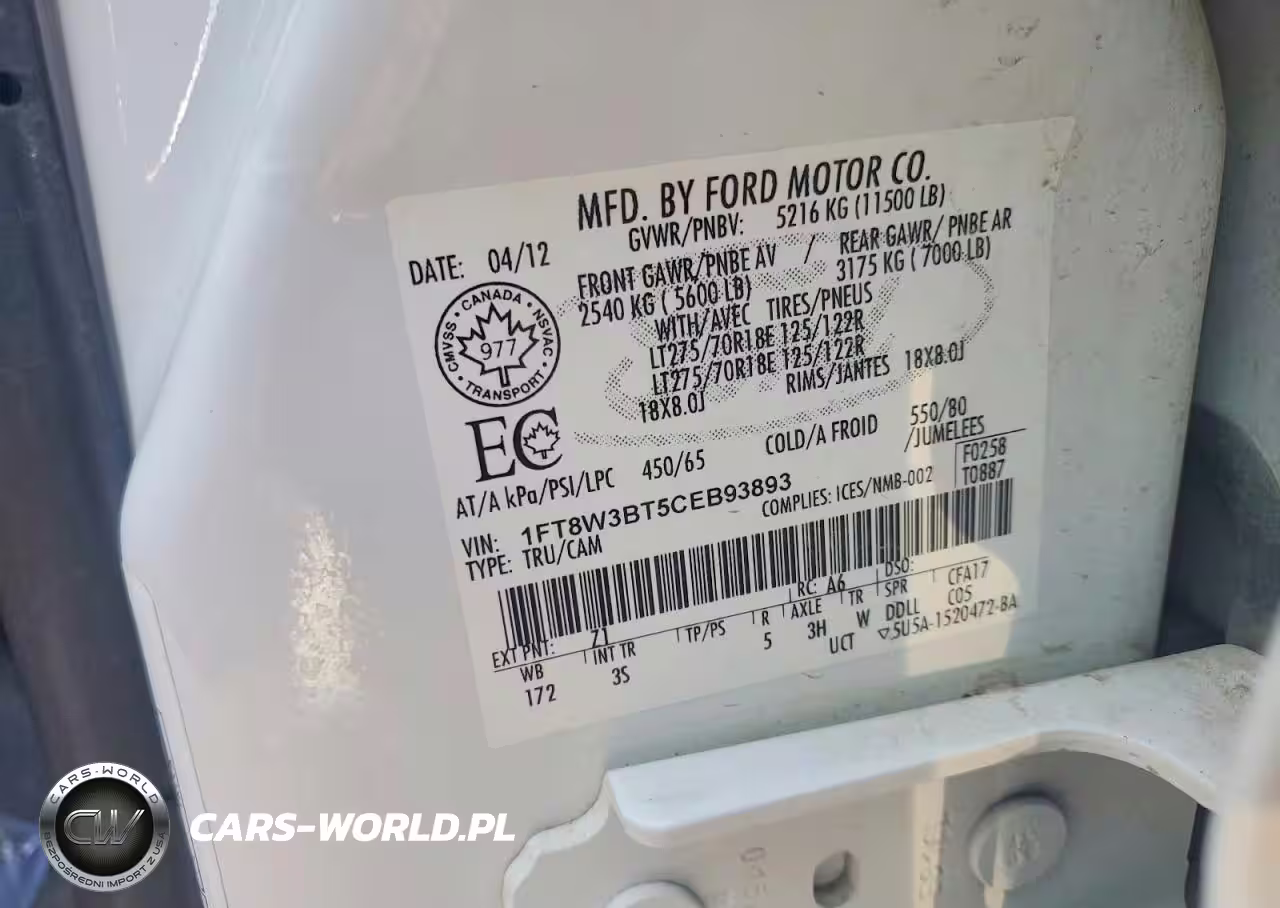 MFD. BY FORD MOTOR CO.
DATE: 04/12
GVWR/PNBV: 5216 KG (11500 LB)
FRONT GAWR/PNBE AV / REAR GAWR/ PNBE AR
2540 KG ( 5600 LB) 3175 KG ( 7000 LB)
WITH/AVEC TIRES/PNEUS
LT275/70R18E 125/122R
LT275/70R18E 125/122R
18X8.0J RIMS/JANTES 18X8.0J
CMVSS • CANADA • NSVAC • TRANSPORT •
977
EC
AT/A kPa/PSI/LPC 450/65 COLD/A FROID 550/80
/JUMELEES
VIN: 1FT8W3BT5CEB93893
COMPLIES: ICES/NMB-002
F0258
T0887
TYPE: TRU/CAM
EXT PNT: Z1 RC: A6 DSO:
WB INT TR TP/PS R AXLE TR SPR CFA17
172 3S 5 3H W DDLL C05
UCT ▽5U5A-1520472-BA
CARS-WORLD
CW
BEZPOŚREDNI IMPORT Z USA
CARS-WORLD.PL